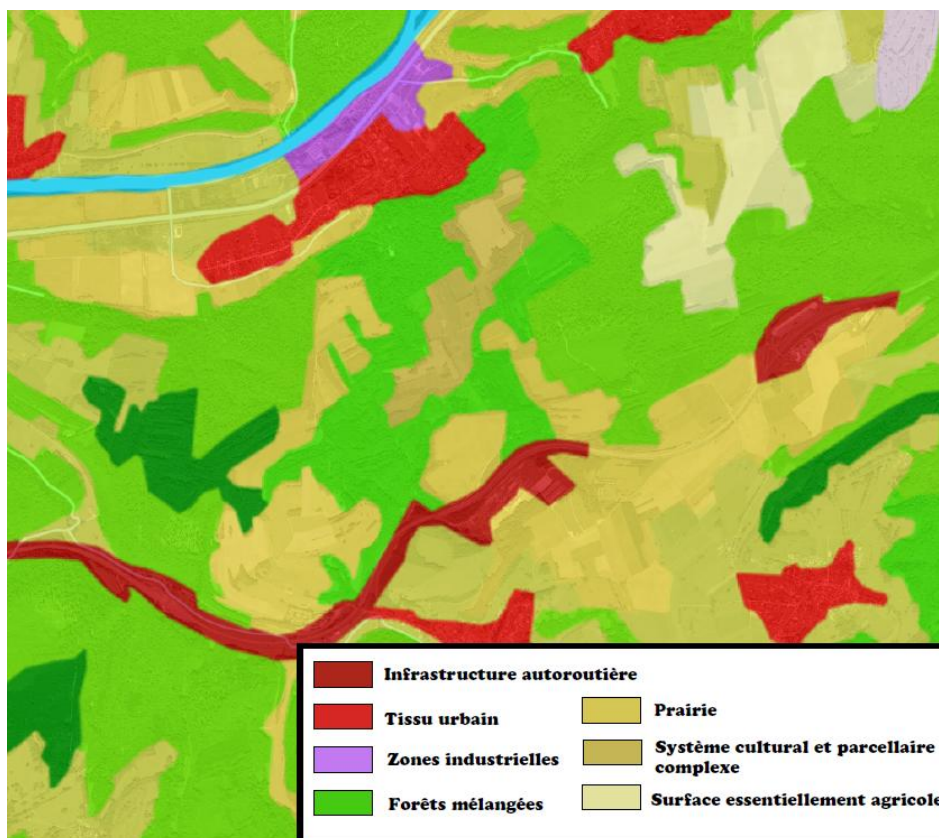 Infrastructure autoroutière
Tissu urbain
Zones industrielles
Forêts mélangées
Prairie
Système cultural et parcellaire
complexe
Surface essentiellement agricole